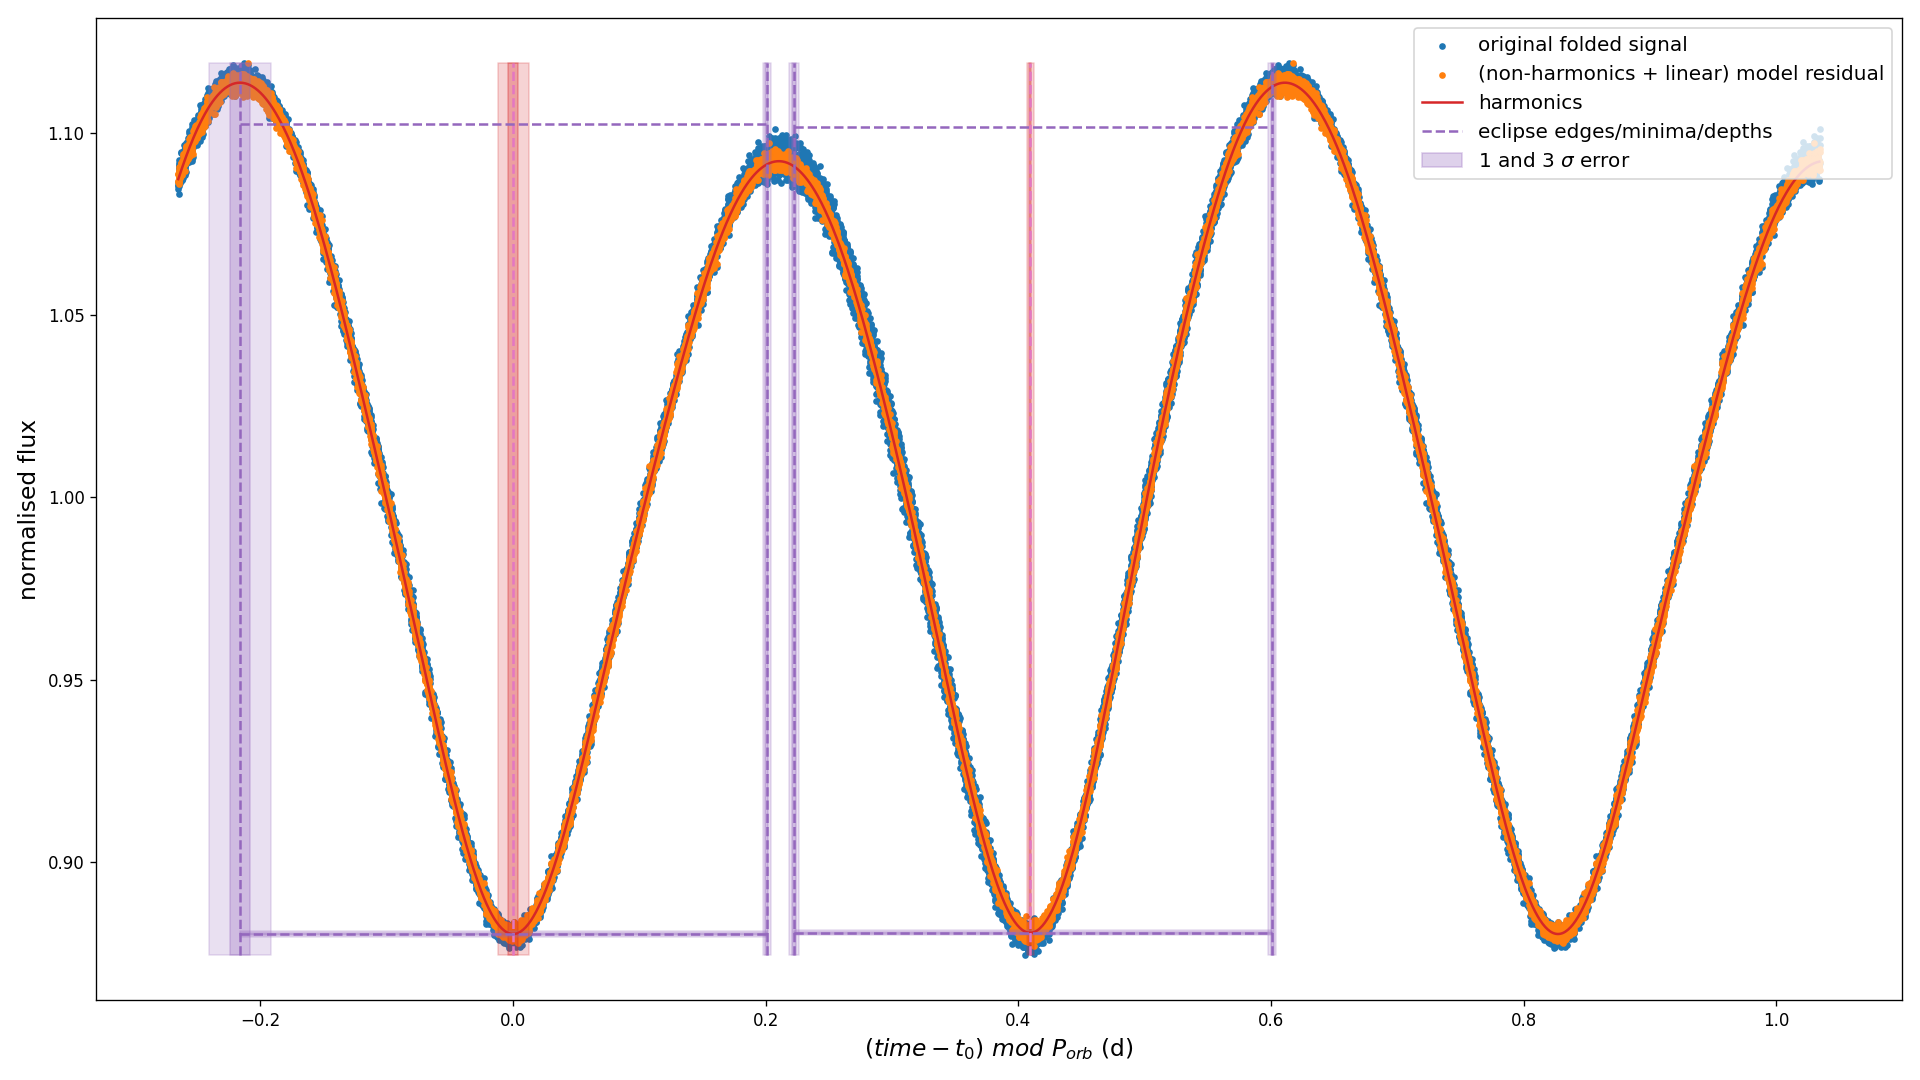 original folded signal
(non-harmonics + linear) model residual
harmonics
eclipse edges/minima/depths
1 and 3 σ error
normalised flux
1.10
1.05
1.00
0.95
0.90
−0.2
0.0
0.2
0.4
0.6
0.8
1.0
(time − t₀) mod Pₒᵣb (d)